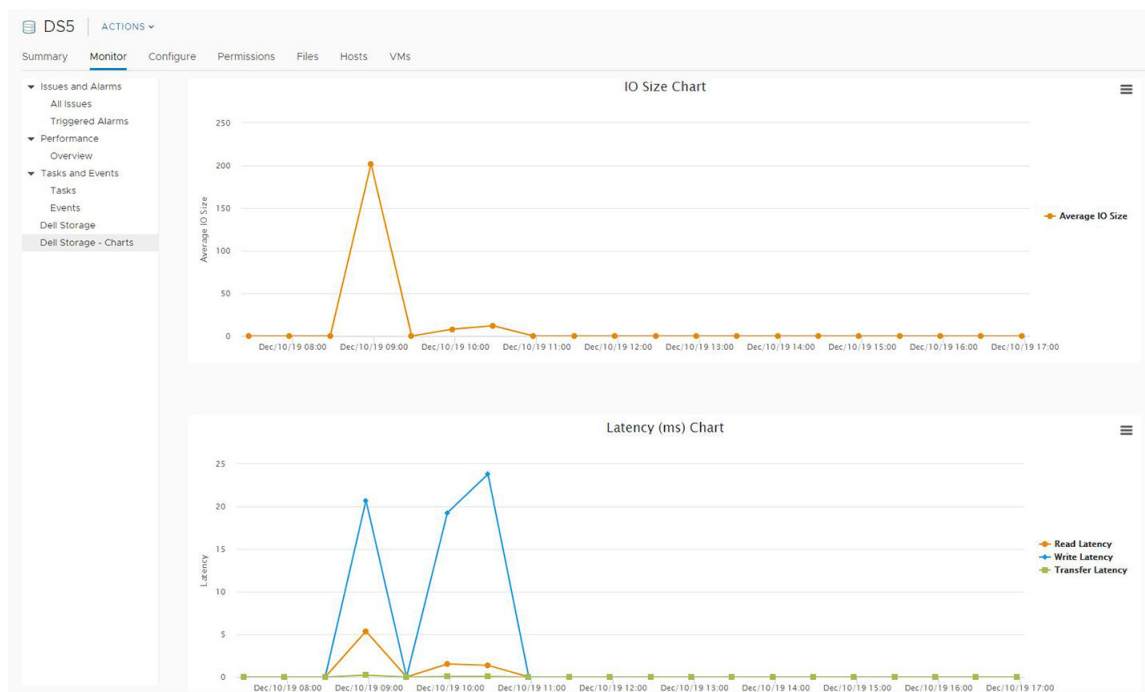 DS5 ACTIONS
Summary Monitor Configure Permissions Files Hosts VMs
Issues and Alarms
All Issues
Triggered Alarms
Performance
Overview
Tasks and Events
Tasks
Events
Dell Storage
Dell Storage - Charts
IO Size Chart
250
200
150
100
50
0
Average IO Size
Dec/10/19 08:00 Dec/10/19 09:00 Dec/10/19 10:00 Dec/10/19 11:00 Dec/10/19 12:00 Dec/10/19 13:00 Dec/10/19 14:00 Dec/10/19 15:00 Dec/10/19 16:00 Dec/10/19 17:00
Average IO Size
Latency (ms) Chart
25
20
15
10
5
0
Latency
Dec/10/19 08:00 Dec/10/19 09:00 Dec/10/19 10:00 Dec/10/19 11:00 Dec/10/19 12:00 Dec/10/19 13:00 Dec/10/19 14:00 Dec/10/19 15:00 Dec/10/19 16:00 Dec/10/19 17:00
Read Latency
Write Latency
Transfer Latency